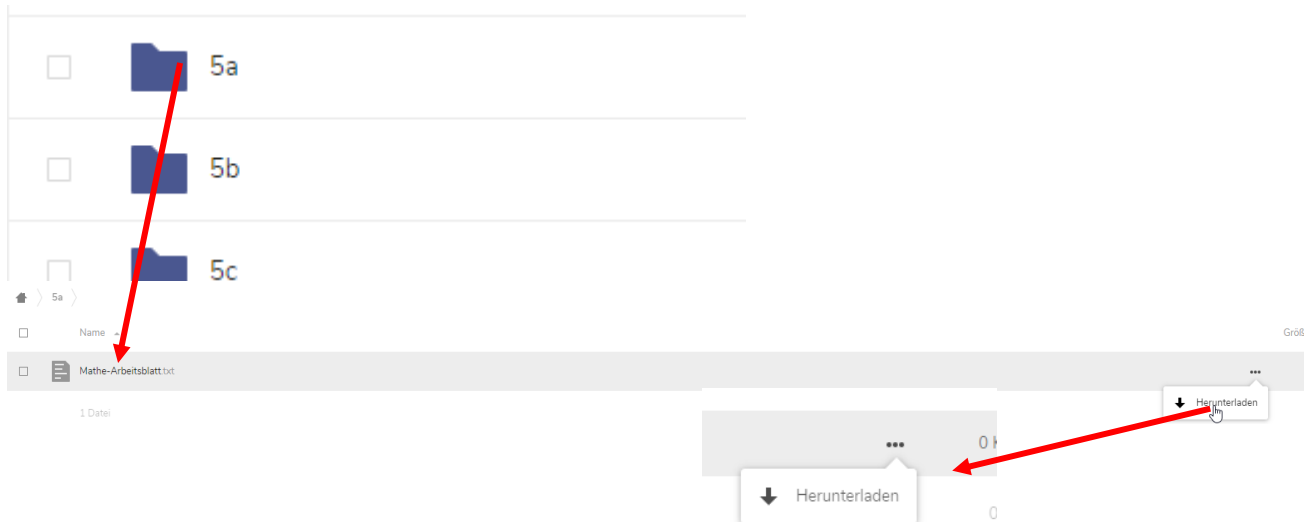 5a
5b
5c
5a
Name
Größ
Mathe-Arbeitsblatt.txt
•••
Herunterladen
1 Datei
••• 0 K
Herunterladen
0